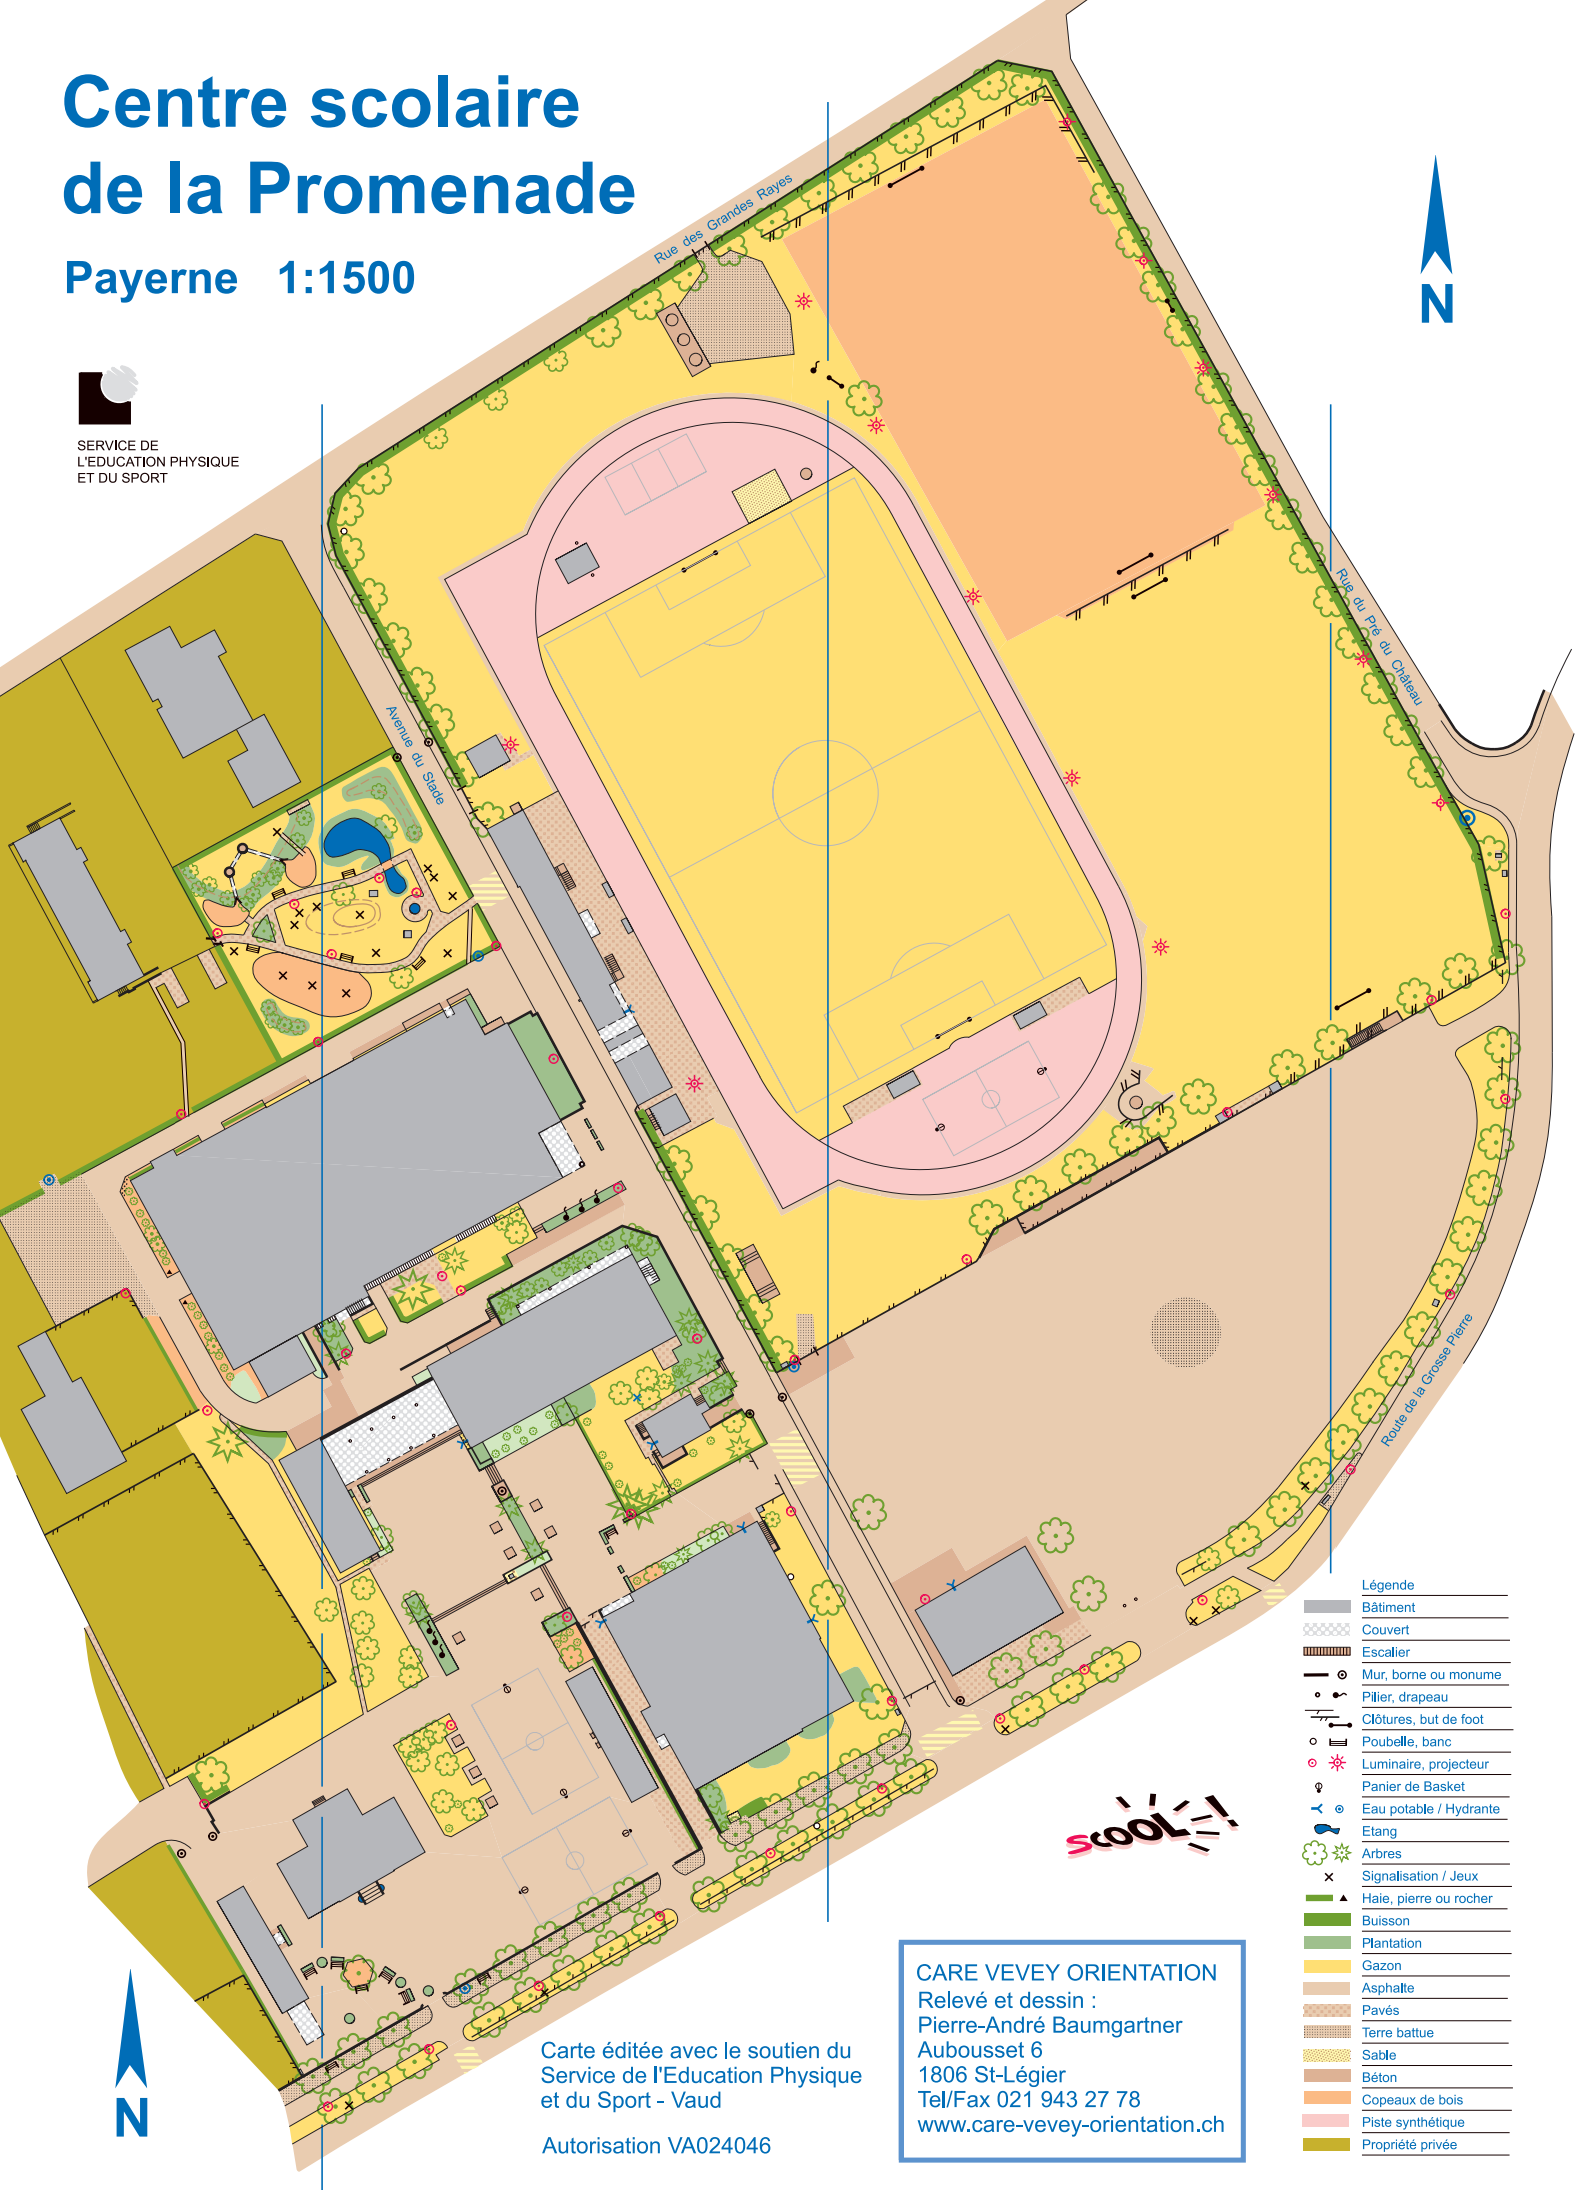 Centre scolaire
de la Promenade
Payerne 1:1500
SERVICE DE
L'EDUCATION PHYSIQUE
ET DU SPORT
Rue des Grandes Rayes
N
Avenue du Stade
Rue du Pré du Château
Route de la Grosse Pierre
Légende
Bâtiment
Couvert
Escalier
Mur, borne ou monume
Pilier, drapeau
Clôtures, but de foot
Poubelle, banc
Luminaire, projecteur
Panier de Basket
Eau potable / Hydrante
Etang
Arbres
Signalisation / Jeux
Haie, pierre ou rocher
Buisson
Plantation
Gazon
Asphalte
Pavés
Terre battue
Sable
Béton
Copeaux de bois
Piste synthétique
Propriété privée
SCOOL !
N
Carte éditée avec le soutien du
Service de l'Education Physique
et du Sport - Vaud
Autorisation VA024046
CARE VEVEY ORIENTATION
Relevé et dessin :
Pierre-André Baumgartner
Aubousset 6
1806 St-Légier
Tel/Fax 021 943 27 78
www.care-vevey-orientation.ch